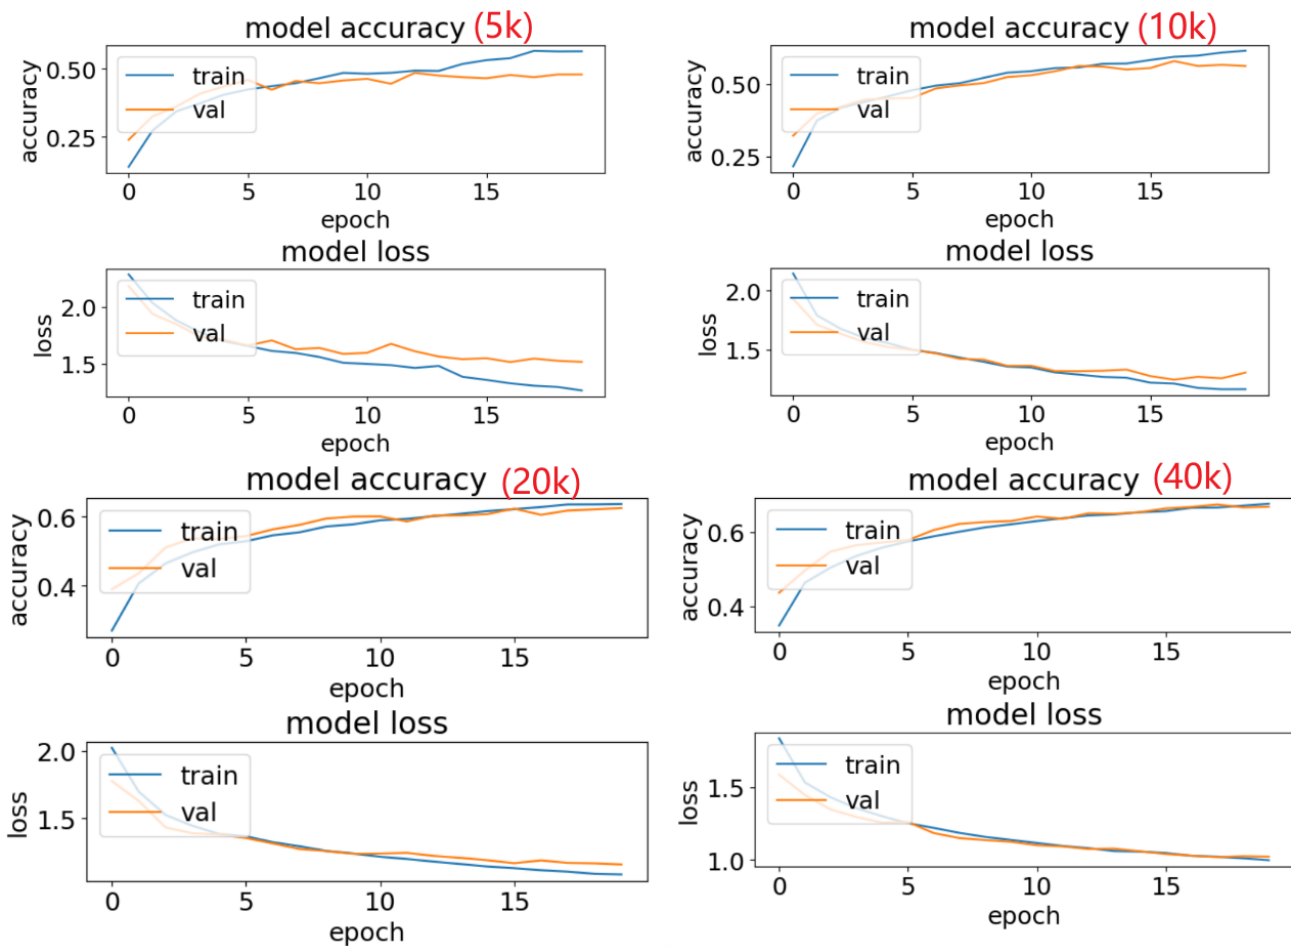 model accuracy (5k)
accuracy
0.50
0.25
train
val
0
5
10
15
epoch
model loss
loss
2.0
1.5
train
val
0
5
10
15
epoch
model accuracy (10k)
accuracy
0.50
0.25
train
val
0
5
10
15
epoch
model loss
loss
2.0
1.5
train
val
0
5
10
15
epoch
model accuracy (20k)
accuracy
0.6
0.4
train
val
0
5
10
15
epoch
model loss
loss
2.0
1.5
train
val
0
5
10
15
epoch
model accuracy (40k)
accuracy
0.6
0.4
train
val
0
5
10
15
epoch
model loss
loss
1.5
1.0
train
val
0
5
10
15
epoch